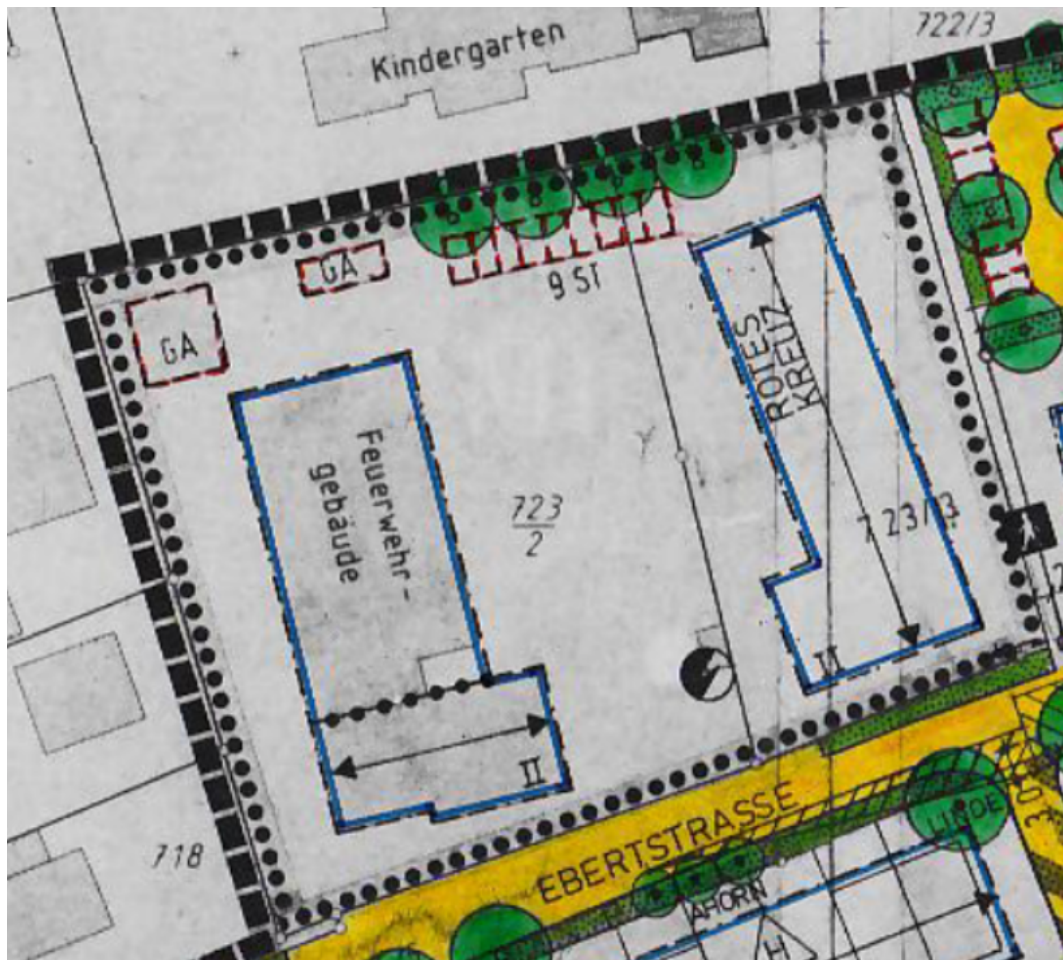 722/3
Kindergarten
GA
GA
9 ST
ROTES
KREUZ
Feuerwehr-
gebäude
723
2
723/3
II
II
718
EBERTSTRASSE
LINDE
AHORN
H